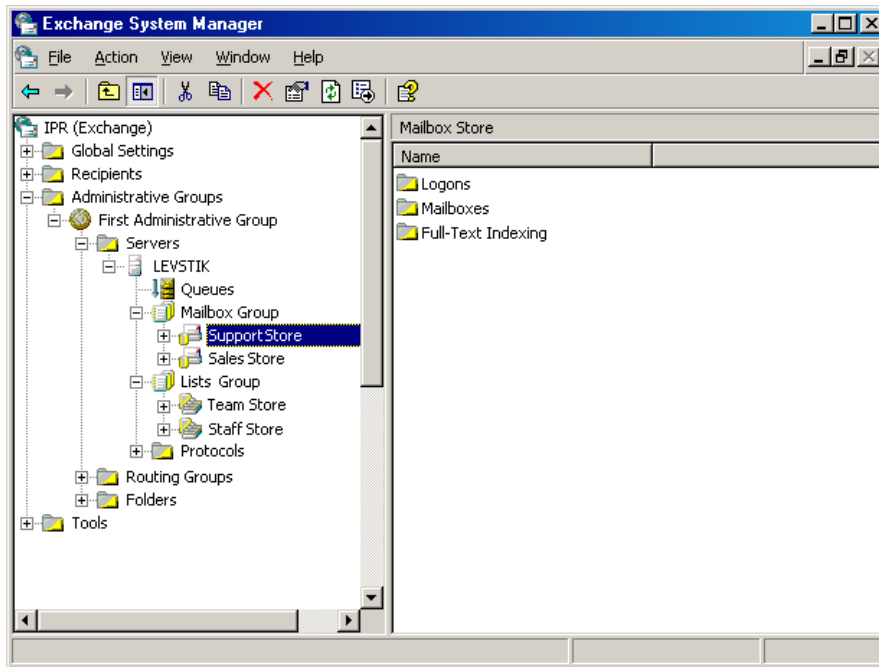 Exchange System Manager
File Action View Window Help
IPR (Exchange)
Global Settings
Recipients
Administrative Groups
First Administrative Group
Servers
LEVSTIK
Queues
Mailbox Group
SupportStore
Sales Store
Lists Group
Team Store
Staff Store
Protocols
Routing Groups
Folders
Tools
Mailbox Store
Name
Logons
Mailboxes
Full-Text Indexing